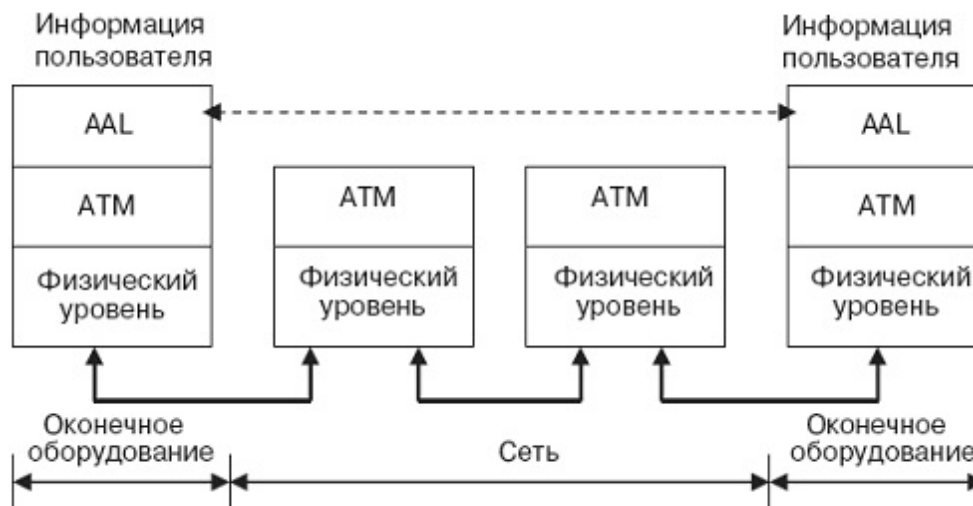 Информация
пользователя
Информация
пользователя
AAL
AAL
ATM
ATM
ATM
ATM
Физический
уровень
Физический
уровень
Физический
уровень
Физический
уровень
Оконечное
оборудование
Сеть
Оконечное
оборудование